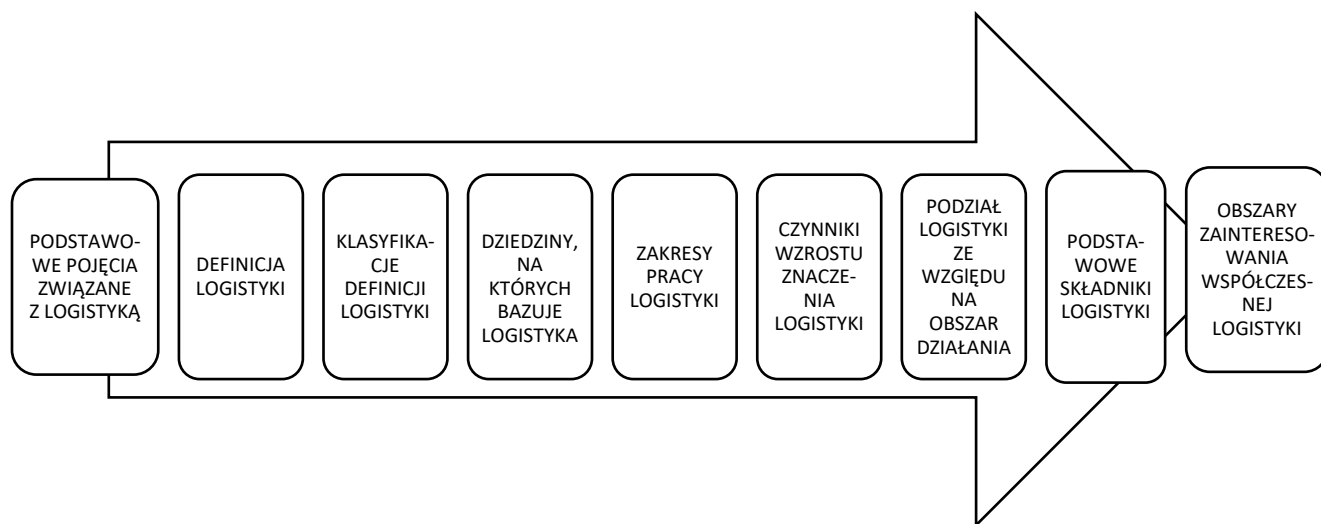 PODSTAWO-
WE POJĘCIA
ZWIĄZANE
Z LOGISTYKĄ
DEFINICJA
LOGISTYKI
KLASYFIKA-
CJE
DEFINICJI
LOGISTYKI
DZIEDZINY,
NA
KTÓRYCH
BAZUJE
LOGISTYKA
ZAKRESY
PRACY
LOGISTYKI
CZYNNIKI
WZROSTU
ZNACZE-
NIA
LOGISTYKI
PODZIAŁ
LOGISTYKI
ZE
WZGLĘDU
NA
OBSZAR
DZIAŁANIA
PODSTA-
WOWE
SKŁADNIKI
LOGISTYKI
OBSZARY
ZAINTERESO-
WANIA
WSPÓŁCZES-
NEJ
LOGISTYKI